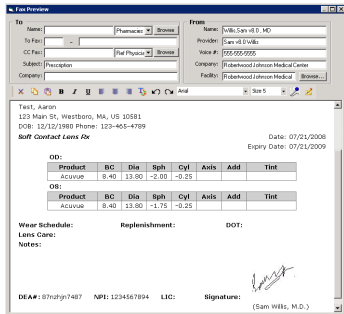 Fax Preview
To
Name: Pharmacies Browse
To Fax: -
CC Fax: Ref Physicia Browse
Subject: Prescription
Company:
From
Name: Willis,Sam v8.0 , MD
Provider: Sam v8.0 Willis
Voice #: 555-555-5555
Company: Robertwood Johnson Medical Center
Facility: Robertwood Johnson Medical Browse...
B I U Arial Size 5
Test, Aaron
123 Main St, Westboro, MA, US 10581
DOB: 12/12/1980 Phone: 123-465-4789
Soft Contact Lens Rx Date: 07/21/2008
Expiry Date: 07/21/2009
OD:
Product BC Dia Sph Cyl Axis Add Tint
Acuvue 8.40 13.80 -2.00 -0.25
OS:
Product BC Dia Sph Cyl Axis Add Tint
Acuvue 8.40 13.80 -1.75 -0.25
Wear Schedule: Replenishment: DOT:
Lens Care:
Notes:
DEA#: 87nzhjn7487 NPI: 1234567894 LIC: Signature:
(Sam Willis, M.D.)